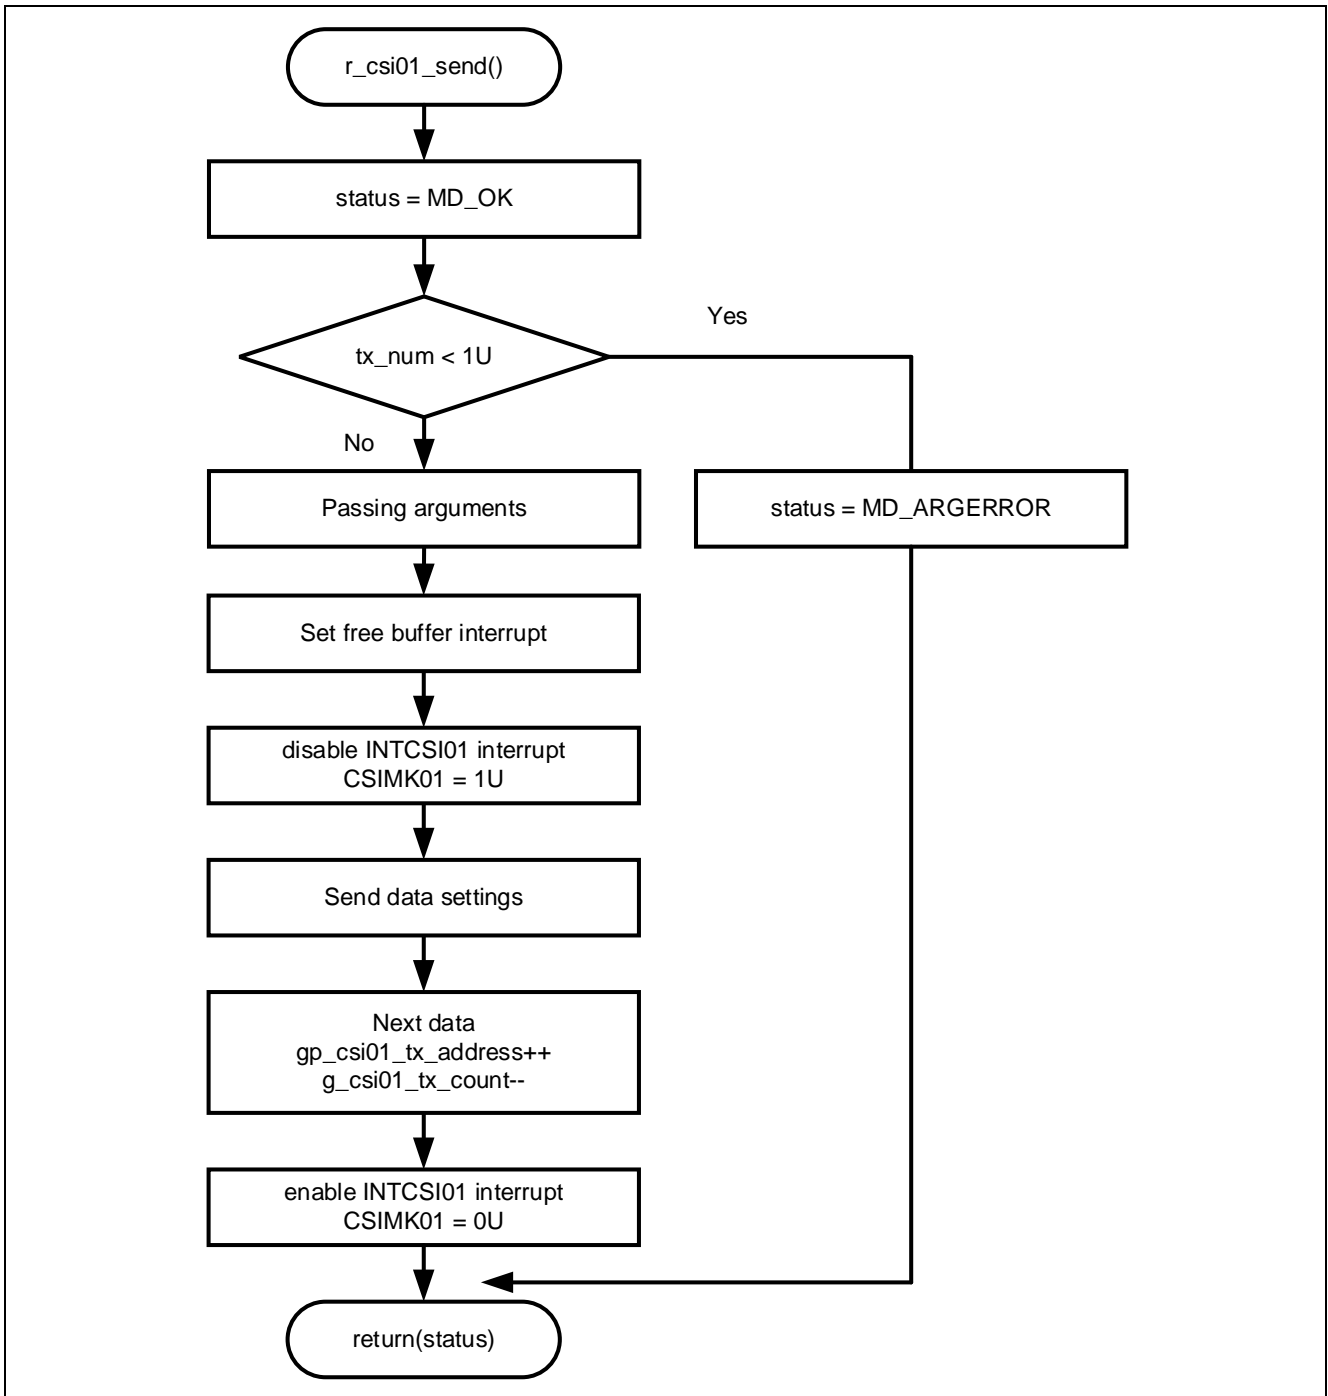 r_csi01_send()
status = MD_OK
tx_num < 1U
Yes
No
Passing arguments
status = MD_ARGERROR
Set free buffer interrupt
disable INTCSI01 interrupt
CSIMK01 = 1U
Send data settings
Next data
gp_csi01_tx_address++
g_csi01_tx_count--
enable INTCSI01 interrupt
CSIMK01 = 0U
return(status)